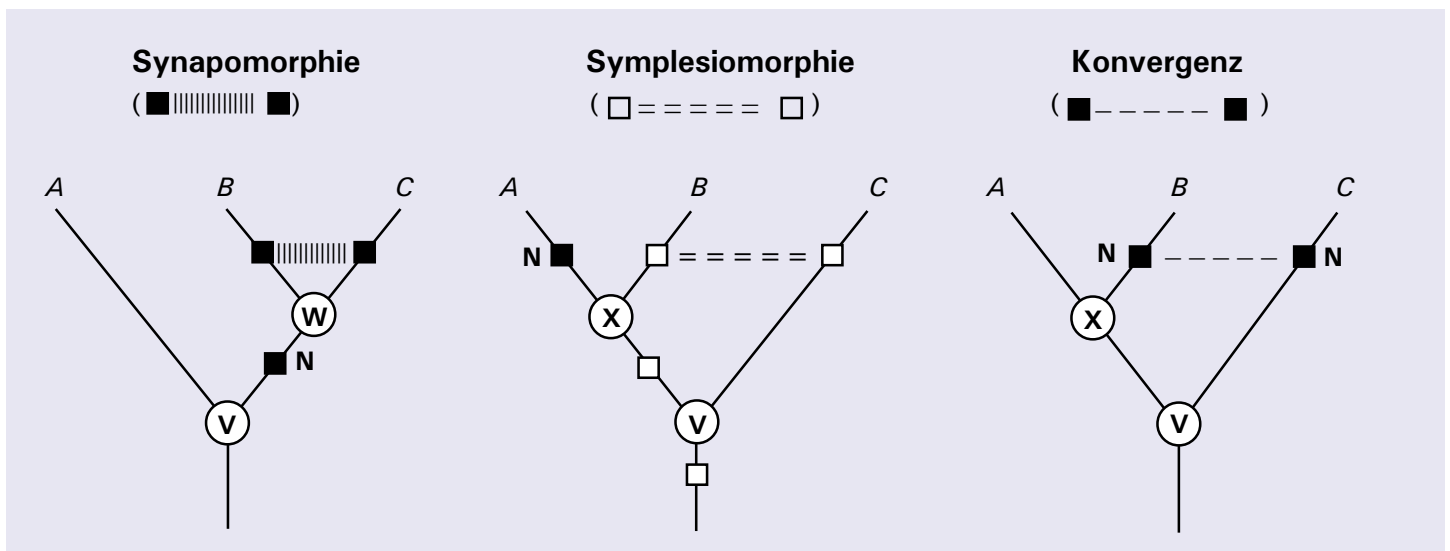 Synapomorphie Symplesiomorphie Konvergenz
( ) ( = = = = = ) ( – – – – – )
A B C A B C A B C
N = = = = = N – – – – – N
W X X
N
V V V